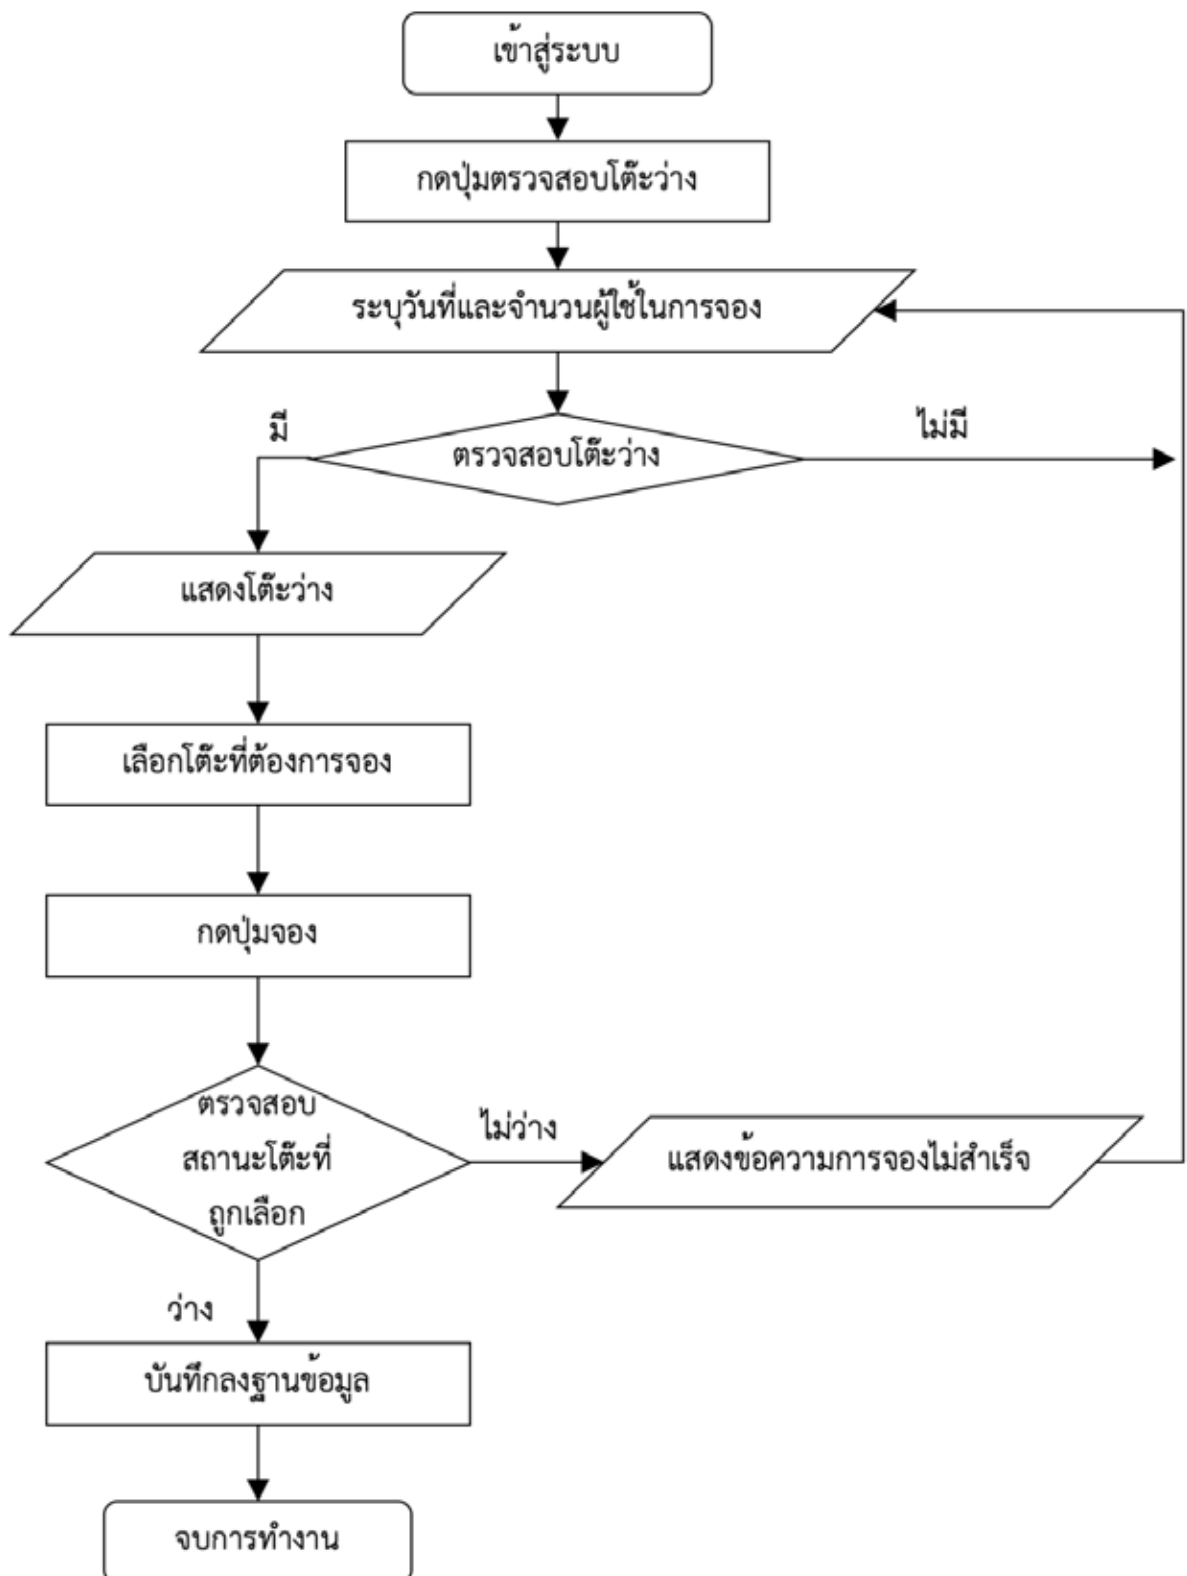 เข้าสู่ระบบ
กดปุ่มตรวจสอบโต๊ะว่าง
ระบุวันที่และจำนวนผู้ใช้ในการจอง
มี
ไม่มี
ตรวจสอบโต๊ะว่าง
แสดงโต๊ะว่าง
เลือกโต๊ะที่ต้องการจอง
กดปุ่มจอง
ตรวจสอบ
สถานะโต๊ะที่
ถูกเลือก
ไม่ว่าง
แสดงข้อความการจองไม่สำเร็จ
ว่าง
บันทึกลงฐานข้อมูล
จบการทำงาน